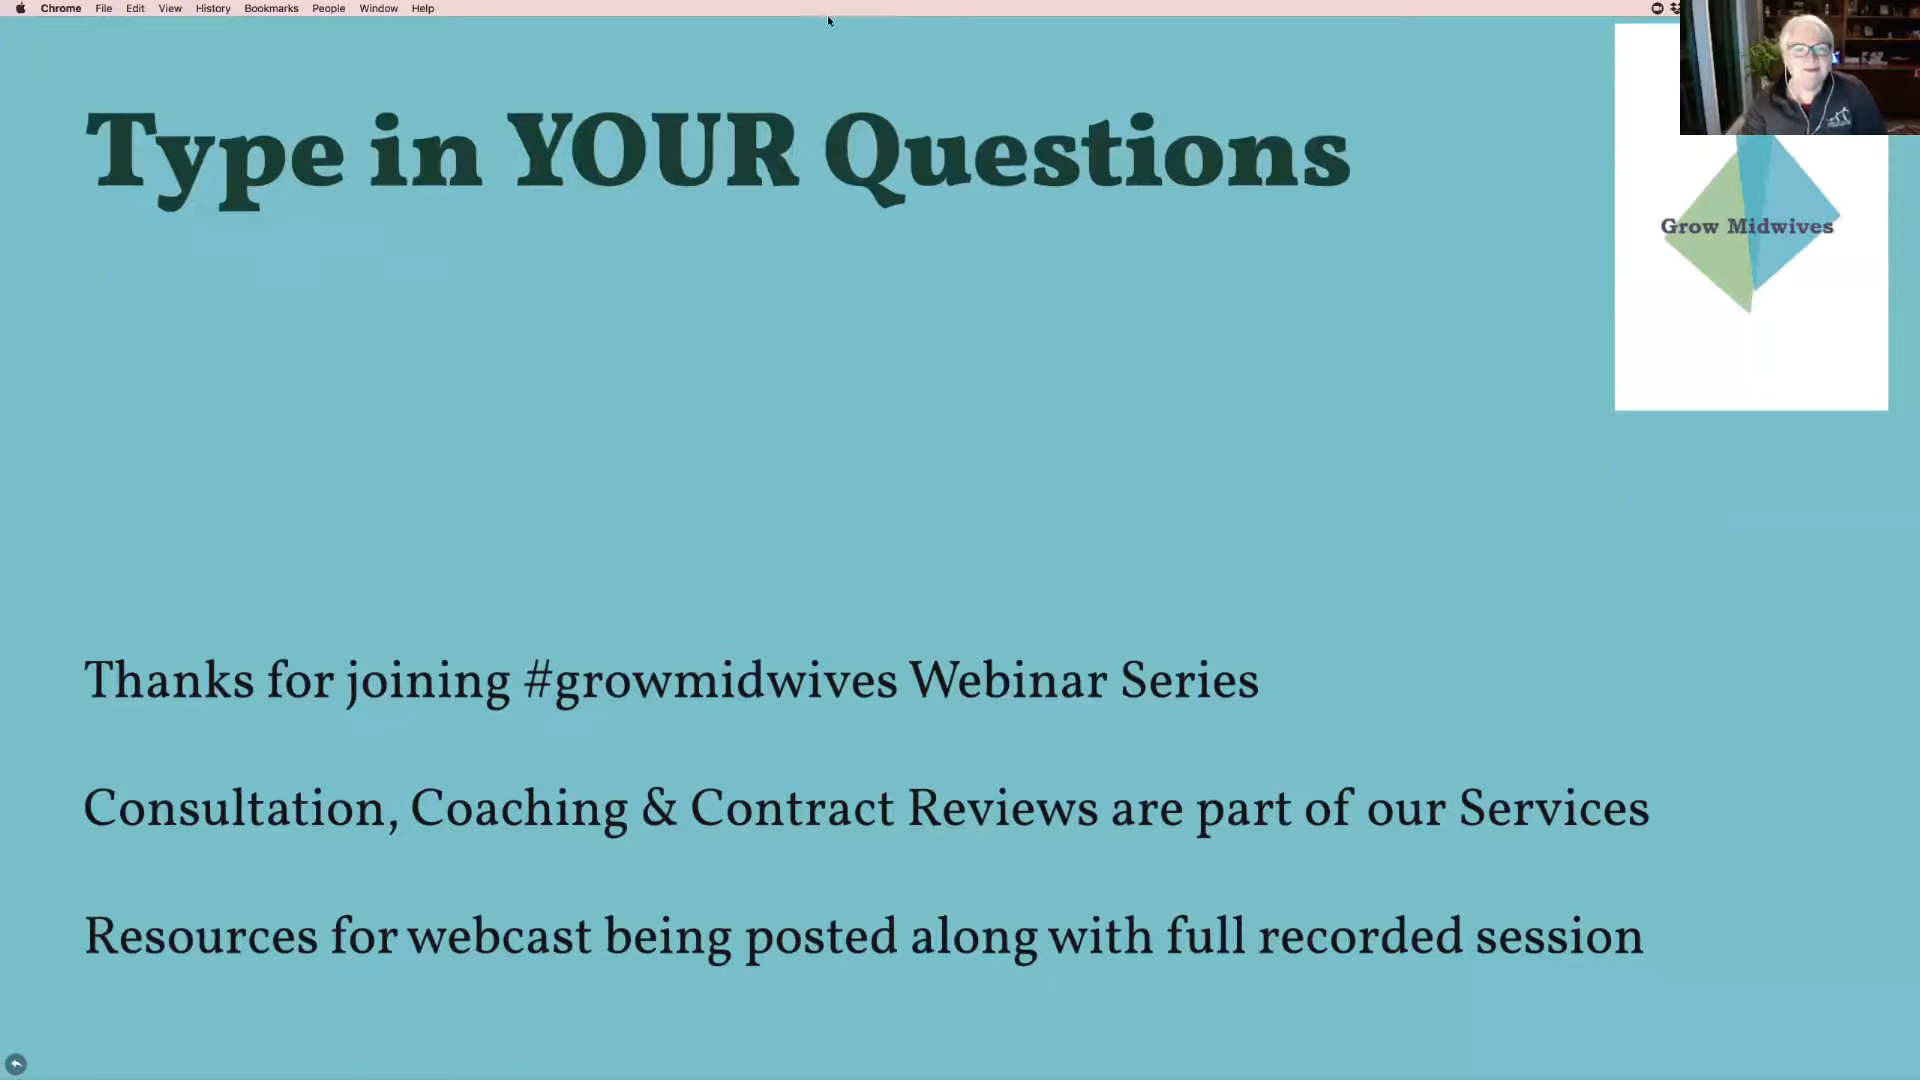 Chrome File Edit View History Bookmarks People Window Help
Type in YOUR Questions
Grow Midwives
Thanks for joining #growmidwives Webinar Series
Consultation, Coaching & Contract Reviews are part of our Services
Resources for webcast being posted along with full recorded session